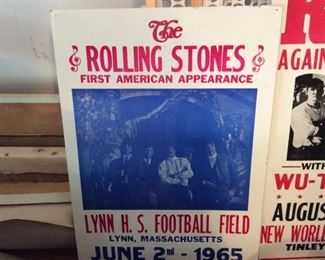 The
ROLLING STONES
FIRST AMERICAN APPEARANCE
LYNN H. S. FOOTBALL FIELD
LYNN, MASSACHUSETTS
JUNE 2nd - 1965
R
AGAIN
WITH
WU-T
AUGUS
NEW WORLD
TINLEY